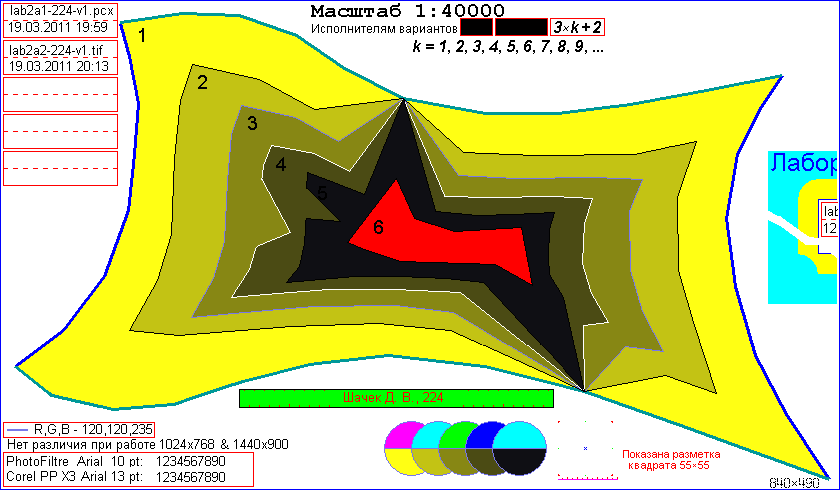 lab2a1-224-v1.pcx
19.03.2011 19:59
lab2a2-224-v1.tif
19.03.2011 20:13
Масштаб 1:40000
Исполнителям вариантов 3×k+2
k = 1, 2, 3, 4, 5, 6, 7, 8, 9, ...
1
2
3
4
5
6
Лабор
lab
12
Шачек Д. В., 224
R,G,B - 120,120,235
Нет различия при работе 1024x768 & 1440x900
PhotoFiltre Arial 10 pt: 1234567890
Corel PP X3 Arial 13 pt: 1234567890
Показана разметка
квадрата 55×55
840×490